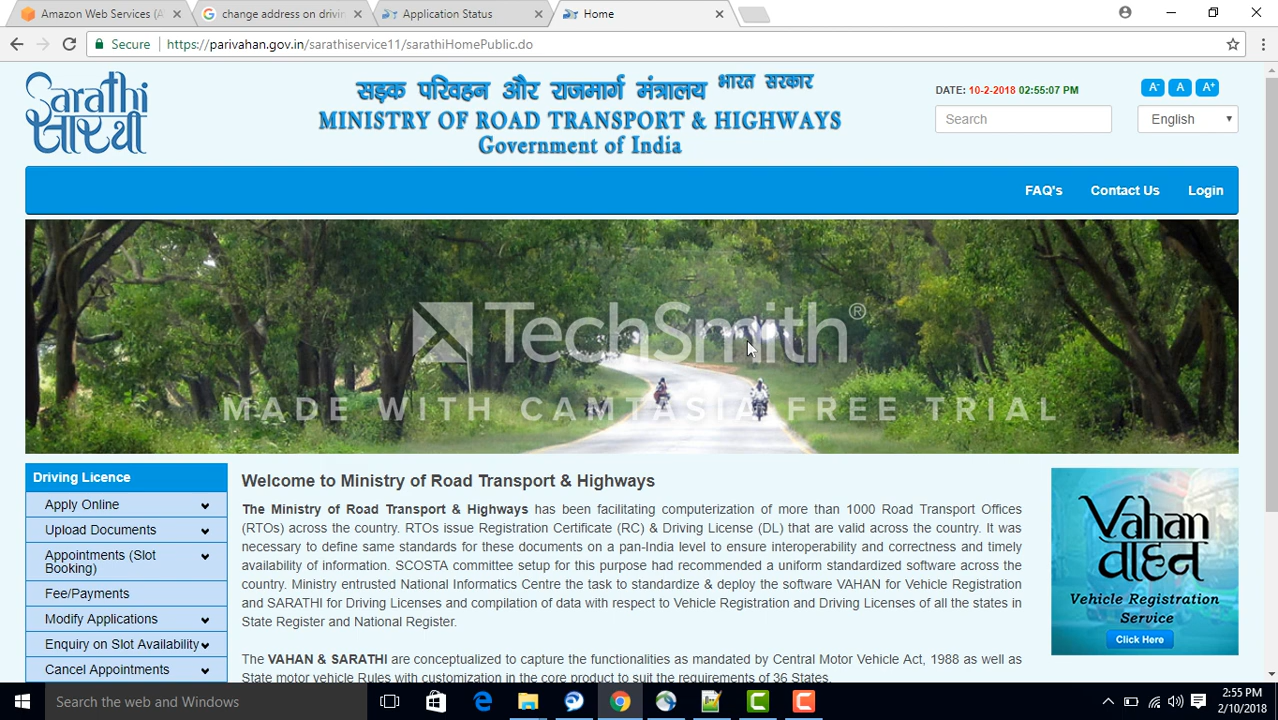 Amazon Web Services (A
change address on drivin
Application Status
Home
Secure
https://parivahan.gov.in/sarathiservice11/sarathiHomePublic.do
Sarathi
सारथी
सड़क परिवहन और राजमार्ग मंत्रालय भारत सरकार
MINISTRY OF ROAD TRANSPORT & HIGHWAYS
Government of India
DATE: 10-2-2018 02:55:07 PM
A- A A+
Search
English
FAQ's Contact Us Login
TechSmith®
MADE WITH CAMTASIA FREE TRIAL
Driving Licence
Apply Online
Upload Documents
Appointments (Slot
Booking)
Fee/Payments
Modify Applications
Enquiry on Slot Availability
Cancel Appointments
Welcome to Ministry of Road Transport & Highways
The Ministry of Road Transport & Highways has been facilitating computerization of more than 1000 Road Transport Offices
(RTOs) across the country. RTOs issue Registration Certificate (RC) & Driving License (DL) that are valid across the country. It was
necessary to define same standards for these documents on a pan-India level to ensure interoperability and correctness and timely
availability of information. SCOSTA committee setup for this purpose had recommended a uniform standardized software across the
country. Ministry entrusted National Informatics Centre the task to standardize & deploy the software VAHAN for Vehicle Registration
and SARATHI for Driving Licenses and compilation of data with respect to Vehicle Registration and Driving Licenses of all the states in
State Register and National Register.
The VAHAN & SARATHI are conceptualized to capture the functionalities as mandated by Central Motor Vehicle Act, 1988 as well as
State motor vehicle Rules with customization in the core product to suit the requirements of 36 States.
Vahan
वाहन
Vehicle Registration
Service
Click Here
Search the web and Windows
2:55 PM
2/10/2018